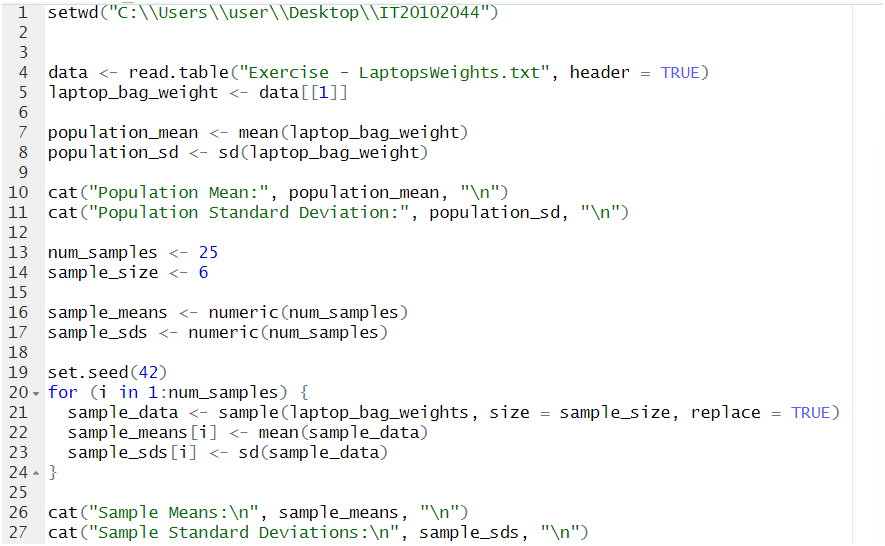 1 setwd("C:\\Users\\user\\Desktop\\IT20102044")
2
3
4 data <- read.table("Exercise - LaptopsWeights.txt", header = TRUE)
5 laptop_bag_weight <- data[[1]]
6
7 population_mean <- mean(laptop_bag_weight)
8 population_sd <- sd(laptop_bag_weight)
9
10 cat("Population Mean:", population_mean, "\n")
11 cat("Population Standard Deviation:", population_sd, "\n")
12
13 num_samples <- 25
14 sample_size <- 6
15
16 sample_means <- numeric(num_samples)
17 sample_sds <- numeric(num_samples)
18
19 set.seed(42)
20 for (i in 1:num_samples) {
21   sample_data <- sample(laptop_bag_weights, size = sample_size, replace = TRUE)
22   sample_means[i] <- mean(sample_data)
23   sample_sds[i] <- sd(sample_data)
24 }
25
26 cat("Sample Means:\n", sample_means, "\n")
27 cat("Sample Standard Deviations:\n", sample_sds, "\n")